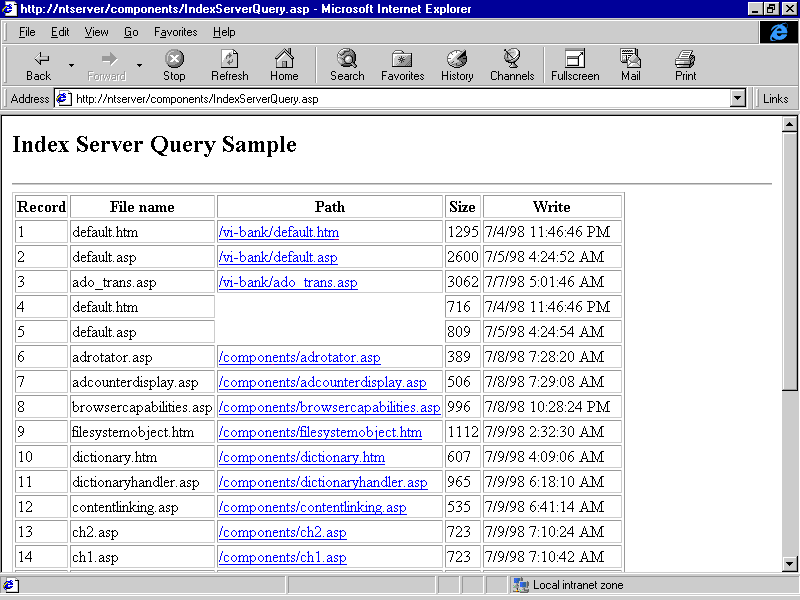 http://ntserver/components/IndexServerQuery.asp - Microsoft Internet Explorer
File Edit View Go Favorites Help
Back Forward Stop Refresh Home Search Favorites History Channels Fullscreen Mail Print
Address http://ntserver/components/IndexServerQuery.asp Links
Index Server Query Sample
Record File name Path Size Write
1 default.htm /vi-bank/default.htm 1295 7/4/98 11:46:46 PM
2 default.asp /vi-bank/default.asp 2600 7/5/98 4:24:52 AM
3 ado_trans.asp /vi-bank/ado_trans.asp 3062 7/7/98 5:01:46 AM
4 default.htm 716 7/4/98 11:46:46 PM
5 default.asp 809 7/5/98 4:24:54 AM
6 adrotator.asp /components/adrotator.asp 389 7/8/98 7:28:20 AM
7 adcounterdisplay.asp /components/adcounterdisplay.asp 506 7/8/98 7:29:08 AM
8 browsercapabilities.asp /components/browsercapabilities.asp 996 7/8/98 10:28:24 PM
9 filesystemobject.htm /components/filesystemobject.htm 1112 7/9/98 2:32:30 AM
10 dictionary.htm /components/dictionary.htm 607 7/9/98 4:09:06 AM
11 dictionaryhandler.asp /components/dictionaryhandler.asp 965 7/9/98 6:18:10 AM
12 contentlinking.asp /components/contentlinking.asp 535 7/9/98 6:41:14 AM
13 ch2.asp /components/ch2.asp 723 7/9/98 7:10:24 AM
14 ch1.asp /components/ch1.asp 723 7/9/98 7:10:42 AM
Local intranet zone